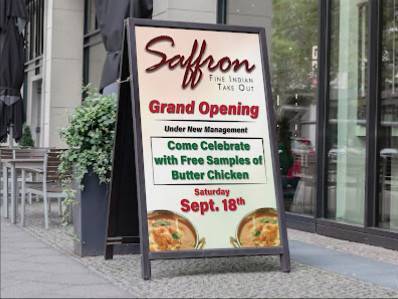 Saffron
Fine Indian
Take Out
Grand Opening
Under New Management
Come Celebrate
with Free Samples of
Butter Chicken
Saturday
Sept. 18th